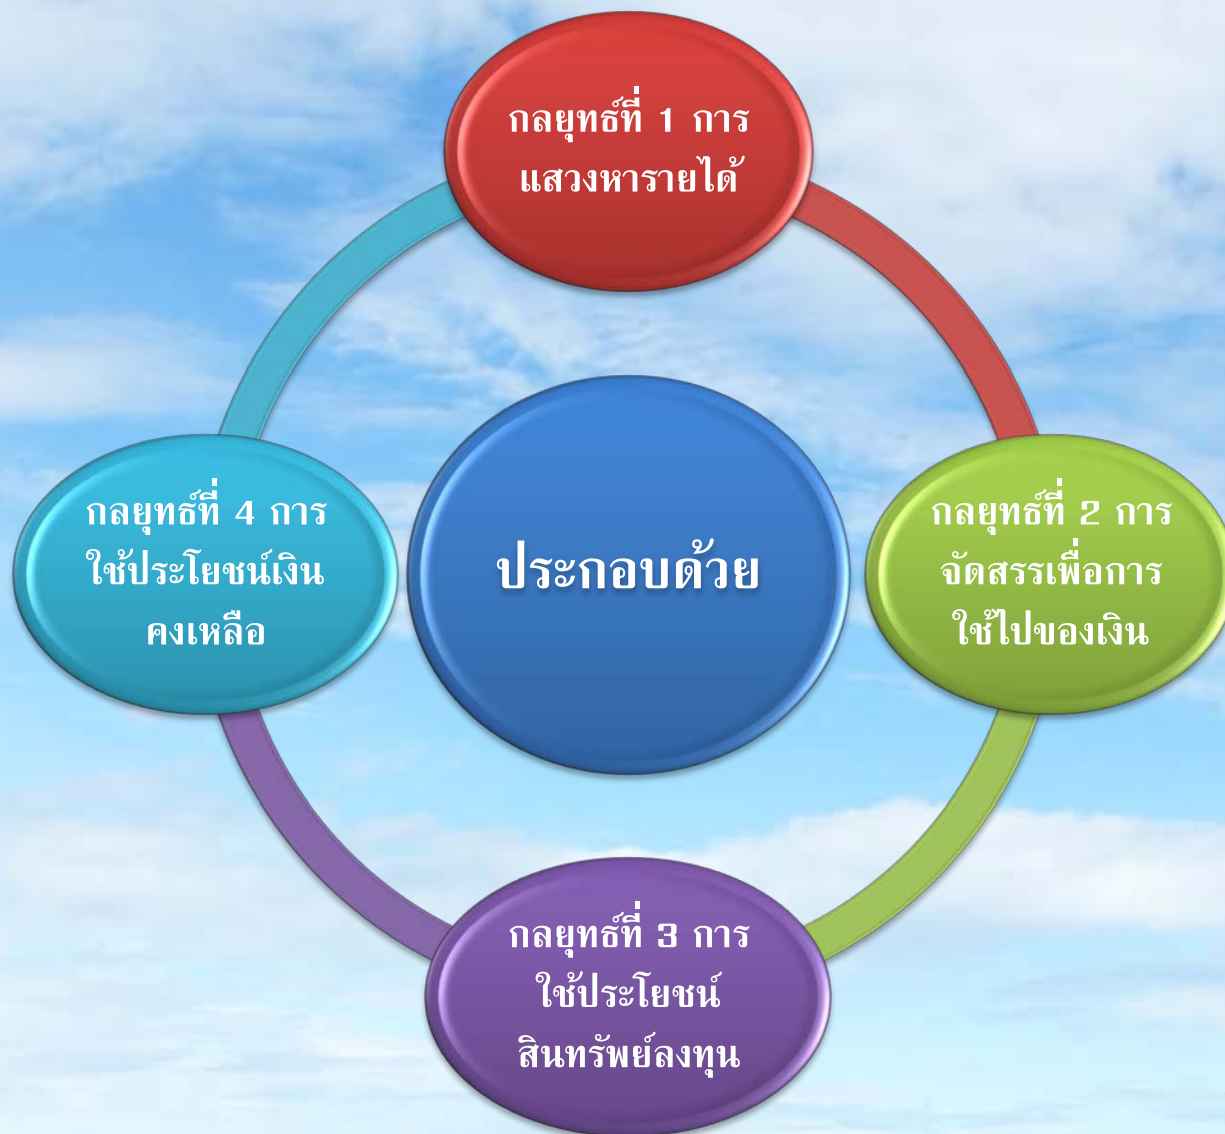 กลยุทธ์ที่ 1 การ
แสวงหารายได้
กลยุทธ์ที่ 2 การ
จัดสรรเพื่อการ
ใช้ไปของเงิน
กลยุทธ์ที่ 3 การ
ใช้ประโยชน์
สินทรัพย์ลงทุน
กลยุทธ์ที่ 4 การ
ใช้ประโยชน์เงิน
คงเหลือ
ประกอบด้วย